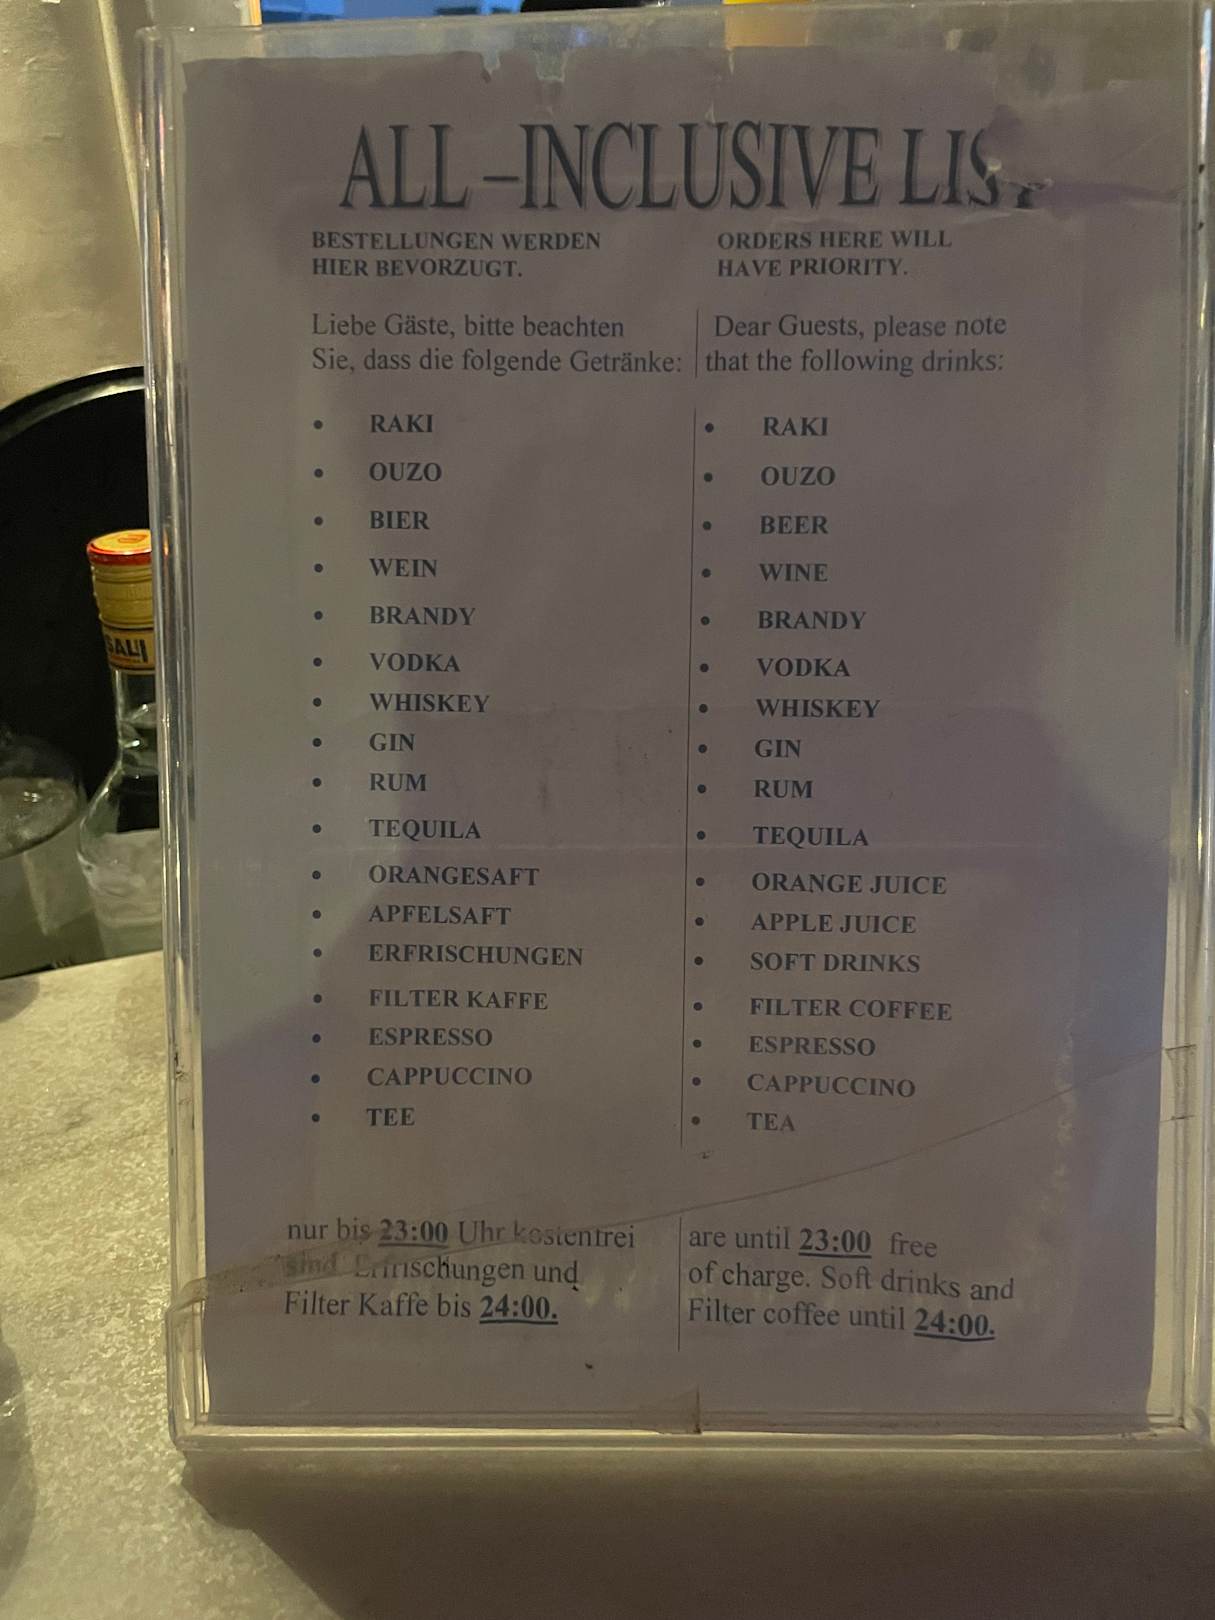 ALL –INCLUSIVE LIST
BESTELLUNGEN WERDEN
HIER BEVORZUGT.
Liebe Gäste, bitte beachten
Sie, dass die folgende Getränke:
• RAKI
• OUZO
• BIER
• WEIN
• BRANDY
• VODKA
• WHISKEY
• GIN
• RUM
• TEQUILA
• ORANGESAFT
• APFELSAFT
• ERFRISCHUNGEN
• FILTER KAFFE
• ESPRESSO
• CAPPUCCINO
• TEE
nur bis 23:00 Uhr kostenfrei
sind Erfrischungen und
Filter Kaffe bis 24:00.
ORDERS HERE WILL
HAVE PRIORITY.
Dear Guests, please note
that the following drinks:
• RAKI
• OUZO
• BEER
• WINE
• BRANDY
• VODKA
• WHISKEY
• GIN
• RUM
• TEQUILA
• ORANGE JUICE
• APPLE JUICE
• SOFT DRINKS
• FILTER COFFEE
• ESPRESSO
• CAPPUCCINO
• TEA
are until 23:00 free
of charge. Soft drinks and
Filter coffee until 24:00.